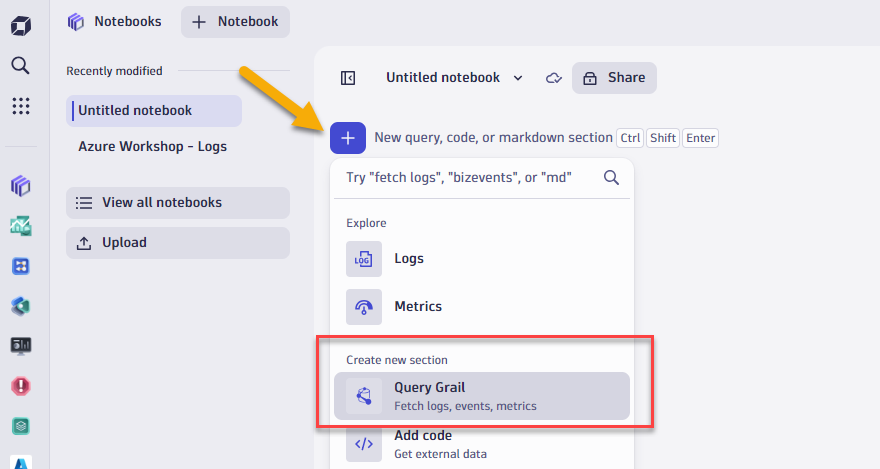 Notebooks
Notebook
Recently modified
Untitled notebook
Azure Workshop - Logs
View all notebooks
Upload
Untitled notebook
Share
New query, code, or markdown section Ctrl Shift Enter
Try "fetch logs", "bizevents", or "md"
Explore
LOG
Logs
Metrics
Create new section
Query Grail
Fetch logs, events, metrics
Add code
Get external data